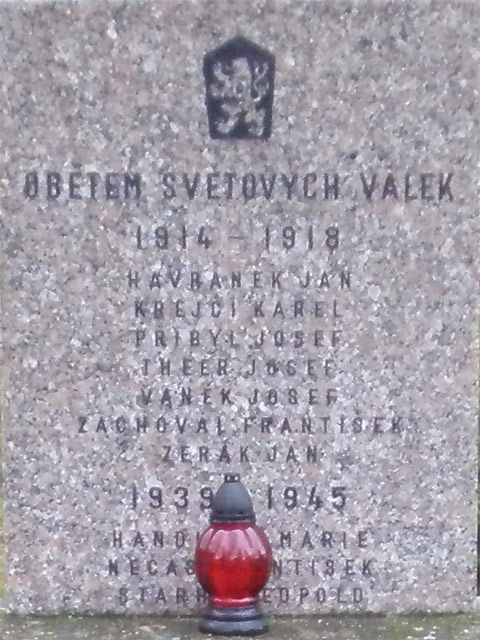 OBĚTEM SVĚTOVÝCH VÁLEK
1914 - 1918
HAVRÁNEK JAN
KREJČÍ KAREL
PŘIBYL JOSEF
THEER JOSEF
VANĚK JOSEF
ZACHOVAL FRANTIŠEK
ŽERÁK JAN
1939 1945
MARIE